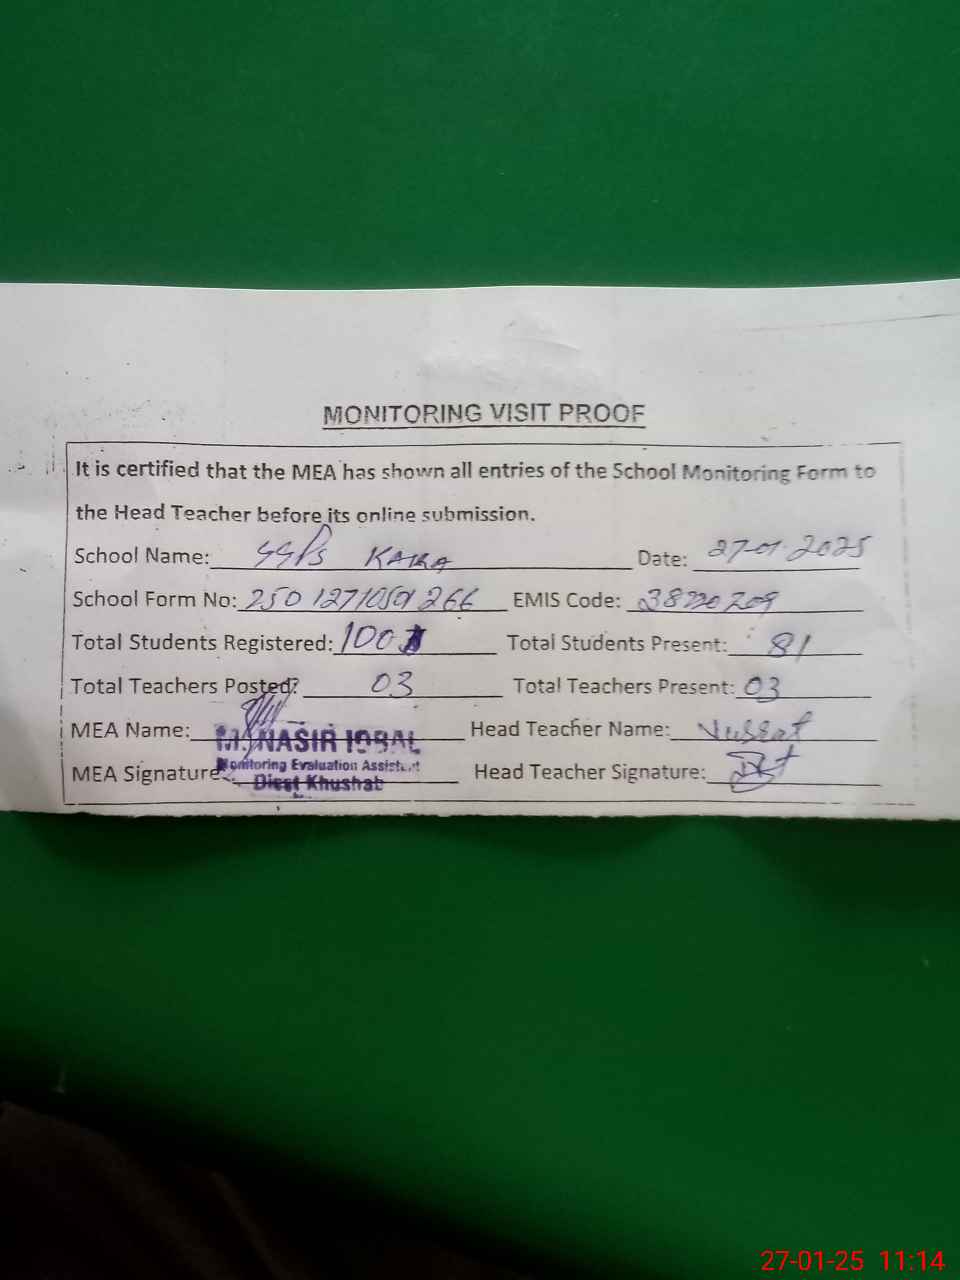 MONITORING VISIT PROOF
It is certified that the MEA has shown all entries of the School Monitoring Form to
the Head Teacher before its online submission.
School Name: GGPS KARA Date: 27-01-2025
School Form No: 266 EMIS Code:
Total Students Registered: 100 Total Students Present: 81
Total Teachers Posted? 03 Total Teachers Present: 03
MEA Name: Head Teacher Name: Nusrat
M. NASIR IQBAL
Monitoring Evaluation Assistant
MEA Signature: Head Teacher Signature:
Distt Khushab
27-01-25 11:14